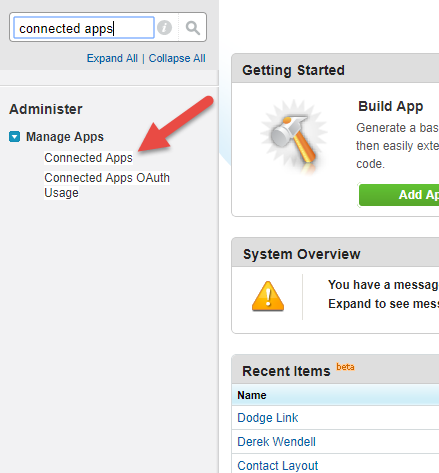 connected apps
Expand All | Collapse All
Administer
Manage Apps
Connected Apps
Connected Apps OAuth
Usage
Getting Started
Build App
Generate a bas
then easily exte
code.
Add Ap
System Overview
You have a messag
Expand to see mess
Recent Items beta
Name
Dodge Link
Derek Wendell
Contact Layout